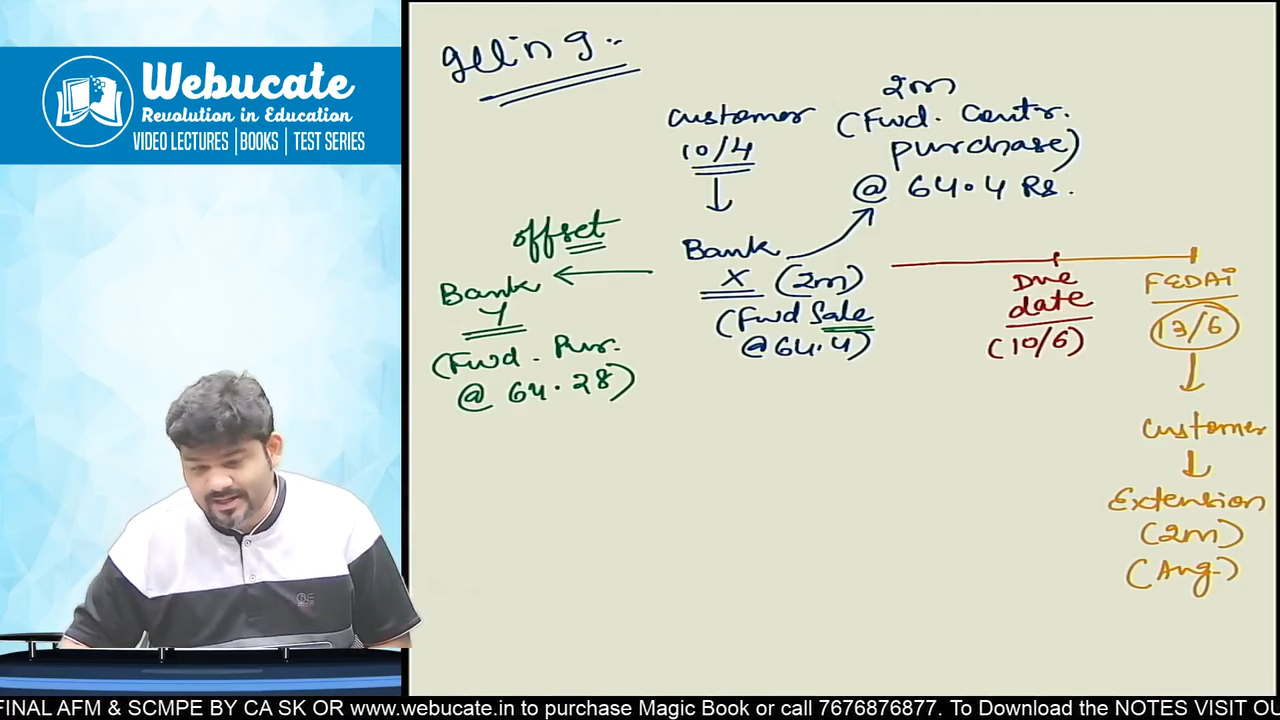 Webucate
Revolution in Education
VIDEO LECTURES | BOOKS | TEST SERIES
customer
10/4
2m
(Fwd. Contr.
purchase)
@ 64.4 Rs.
Bank
X (2m)
(Fwd Sale
@64.4)
offset
Bank
Y
(Fwd. Pur.
@ 64.28)
Due
date
(10/6)
FEDAi
13/6
customer
Extension
(2m)
(Aug.)
FINAL AFM & SCMPE BY CA SK OR www.webucate.in to purchase Magic Book or call 7676876877. To Download the NOTES VISIT OU